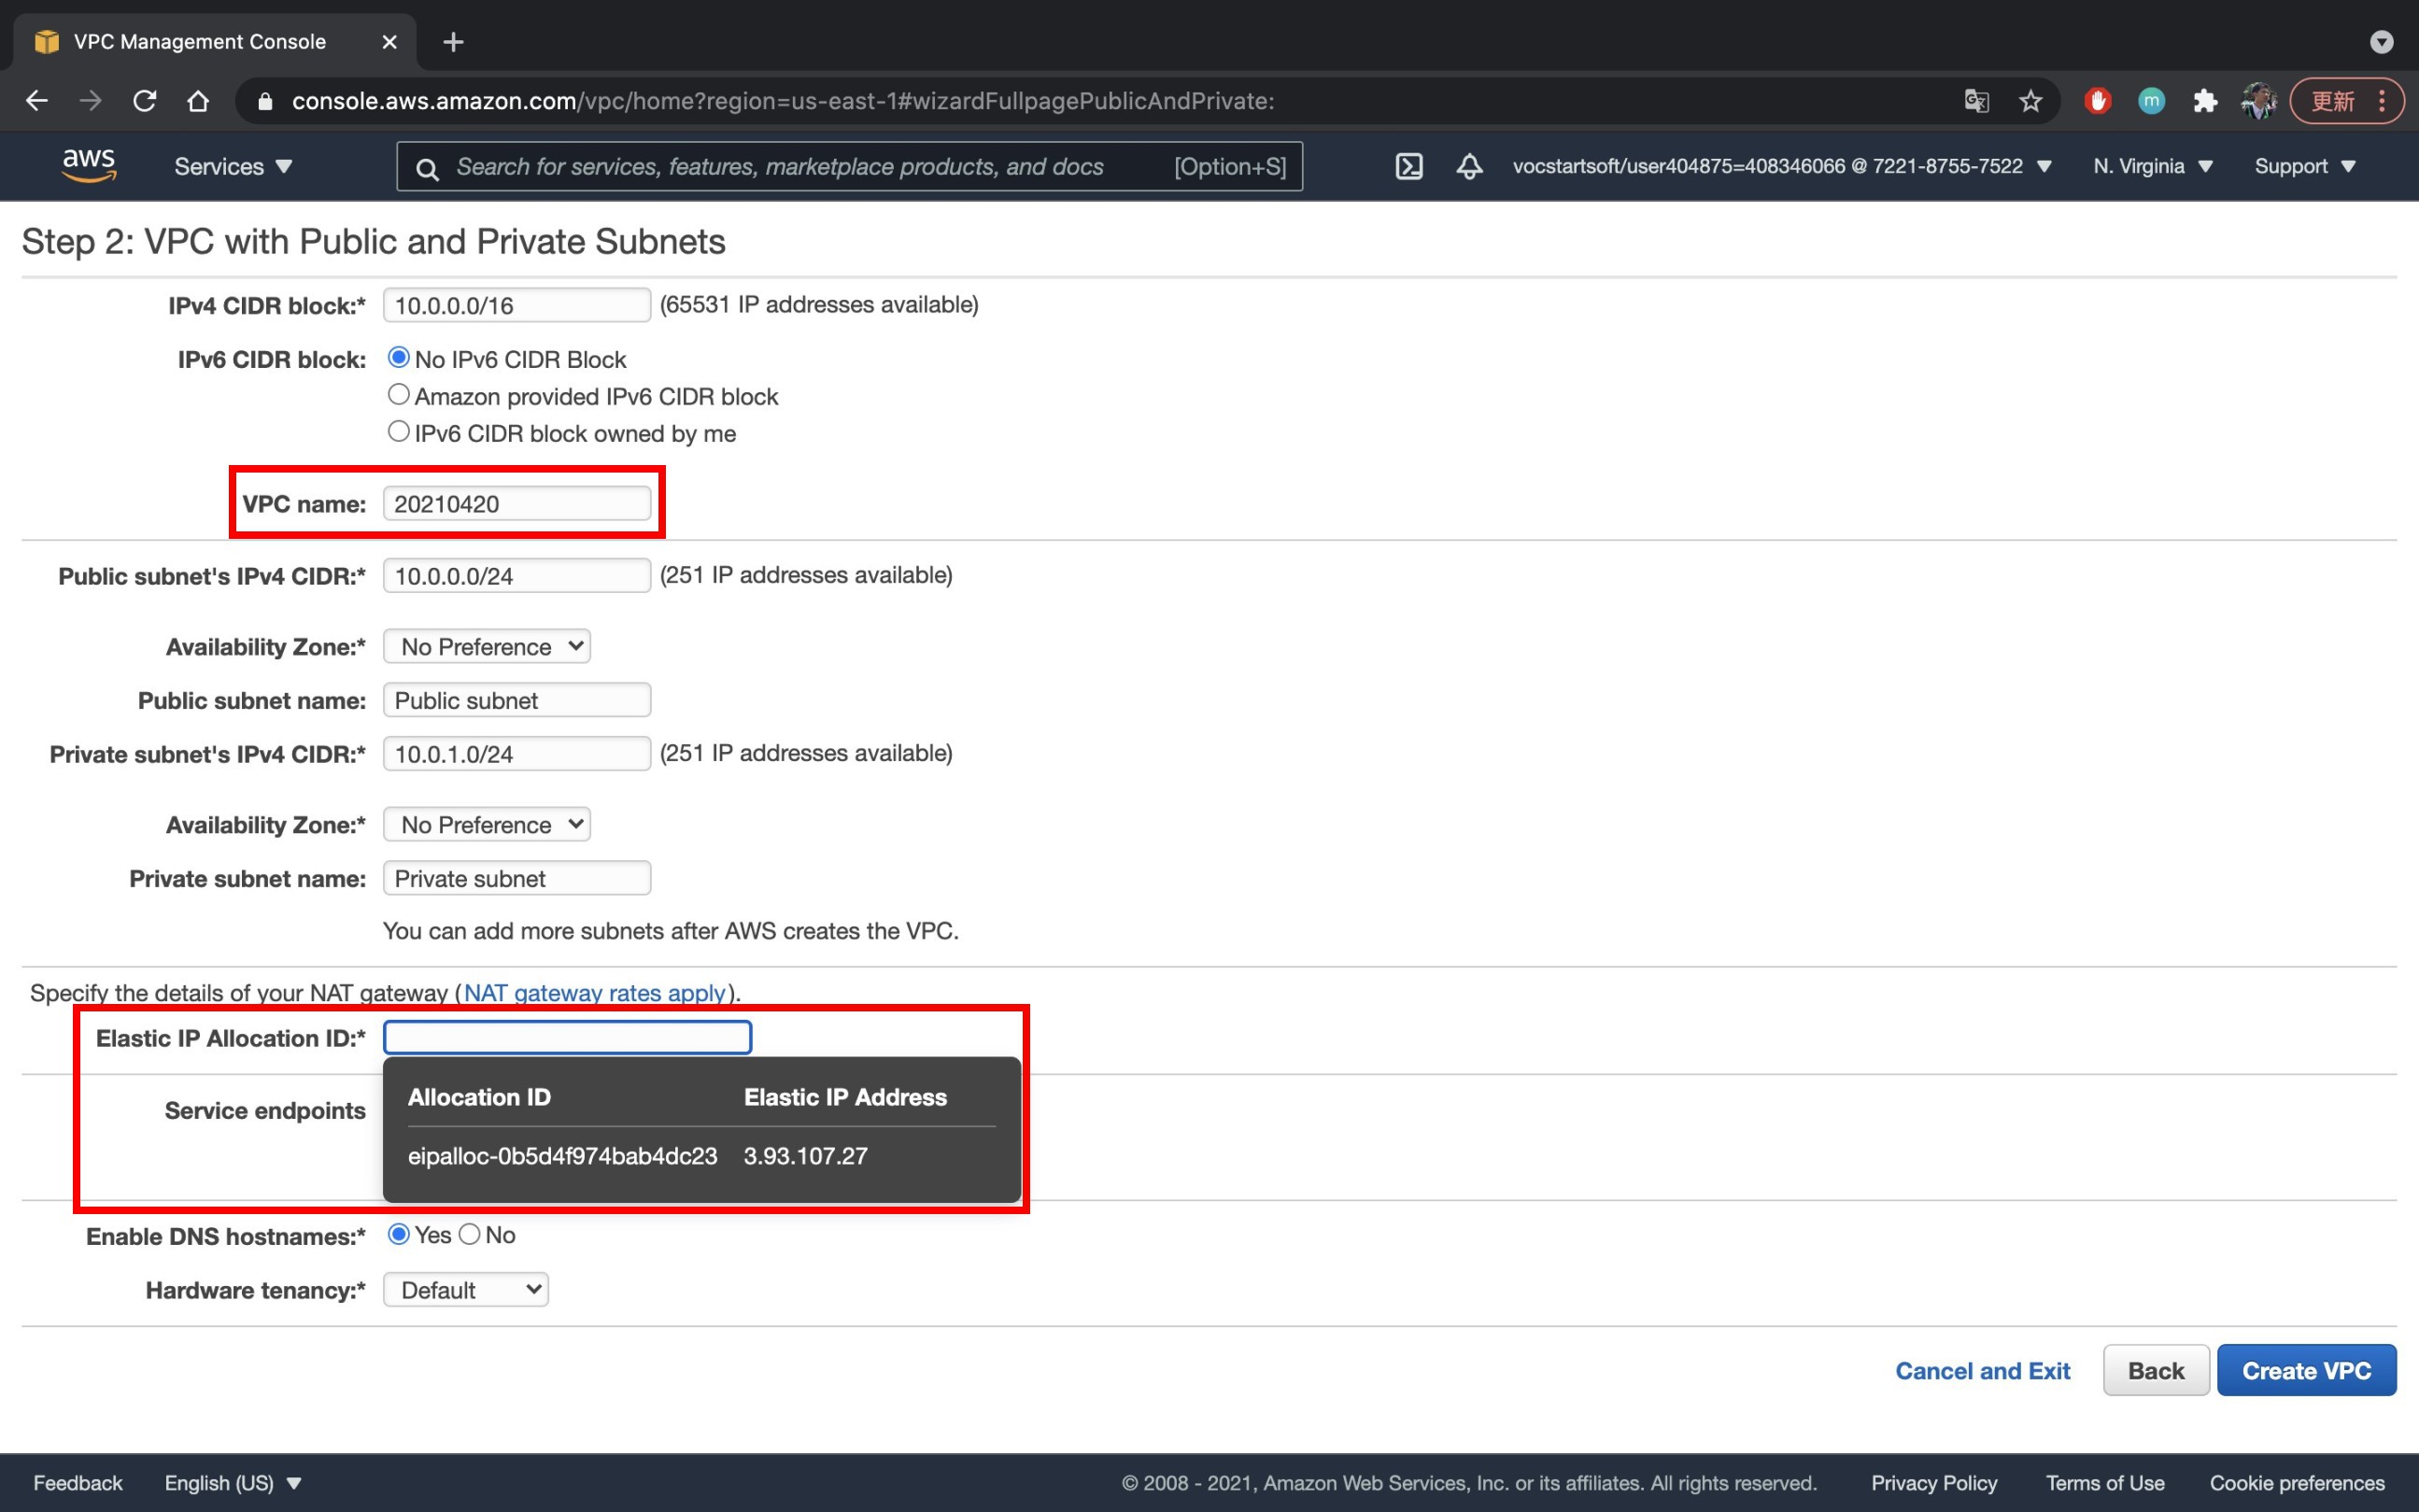 VPC Management Console
console.aws.amazon.com/vpc/home?region=us-east-1#wizardFullpagePublicAndPrivate:
m
更新
aws
Services
Search for services, features, marketplace products, and docs [Option+S]
vocstartsoft/user404875=408346066 @ 7221-8755-7522
N. Virginia
Support
Step 2: VPC with Public and Private Subnets
IPv4 CIDR block:* 10.0.0.0/16 (65531 IP addresses available)
IPv6 CIDR block: No IPv6 CIDR Block
Amazon provided IPv6 CIDR block
IPv6 CIDR block owned by me
VPC name: 20210420
Public subnet's IPv4 CIDR:* 10.0.0.0/24 (251 IP addresses available)
Availability Zone:* No Preference
Public subnet name: Public subnet
Private subnet's IPv4 CIDR:* 10.0.1.0/24 (251 IP addresses available)
Availability Zone:* No Preference
Private subnet name: Private subnet
You can add more subnets after AWS creates the VPC.
Specify the details of your NAT gateway (NAT gateway rates apply).
Elastic IP Allocation ID:*
Allocation ID Elastic IP Address
Service endpoints
eipalloc-0b5d4f974bab4dc23 3.93.107.27
Enable DNS hostnames:* Yes No
Hardware tenancy:* Default
Cancel and Exit Back Create VPC
Feedback English (US) © 2008 - 2021, Amazon Web Services, Inc. or its affiliates. All rights reserved. Privacy Policy Terms of Use Cookie preferences